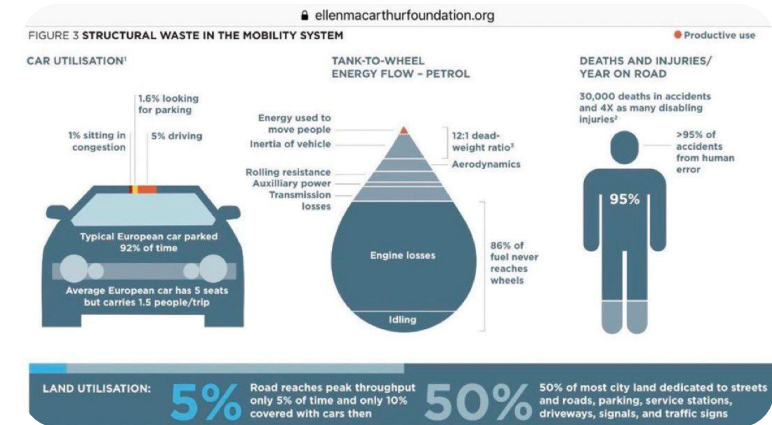 ellenmacarthurfoundation.org
FIGURE 3 STRUCTURAL WASTE IN THE MOBILITY SYSTEM
Productive use
CAR UTILISATION¹
1.6% looking
for parking
1% sitting in
congestion
5% driving
Typical European car parked
92% of time
Average European car has 5 seats
but carries 1.5 people/trip
TANK-TO-WHEEL
ENERGY FLOW – PETROL
Energy used to
move people
Inertia of vehicle
12:1 dead-
weight ratio³
Aerodynamics
Rolling resistance
Auxilliary power
Transmission
losses
Engine losses
86% of
fuel never
reaches
wheels
Idling
DEATHS AND INJURIES/
YEAR ON ROAD
30,000 deaths in accidents
and 4X as many disabling
injuries²
>95% of
accidents
from human
error
95%
LAND UTILISATION:
5%
Road reaches peak throughput
only 5% of time and only 10%
covered with cars then
50%
50% of most city land dedicated to streets
and roads, parking, service stations,
driveways, signals, and traffic signs